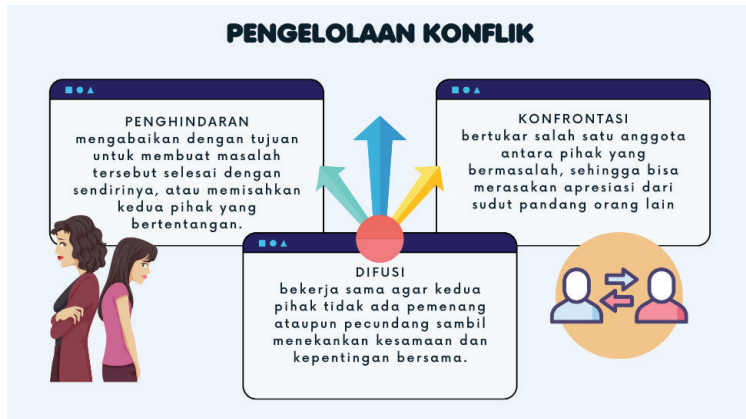 PENGELOLAAN KONFLIK
PENGHINDARAN
mengabaikan dengan tujuan
untuk membuat masalah
tersebut selesai dengan
sendirinya, atau memisahkan
kedua pihak yang
bertentangan.
KONFRONTASI
bertukar salah satu anggota
antara pihak yang
bermasalah, sehingga bisa
merasakan apresiasi dari
sudut pandang orang lain
DIFUSI
bekerja sama agar kedua
pihak tidak ada pemenang
ataupun pecundang sambil
menekankan kesamaan dan
kepentingan bersama.